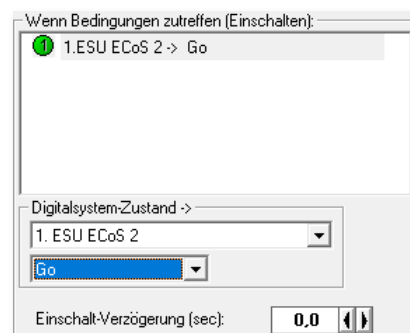 Wenn Bedingungen zutreffen (Einschalten):
1 1.ESU ECoS 2 -> Go
Digitalsystem-Zustand ->
1. ESU ECoS 2
Go
Einschalt-Verzögerung (sec): 0,0